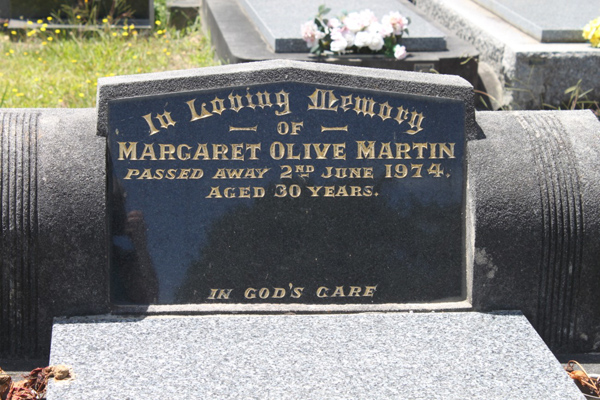 In Loving Memory
OF
MARGARET OLIVE MARTIN
PASSED AWAY 2ND JUNE 1974.
AGED 30 YEARS.
IN GOD'S CARE